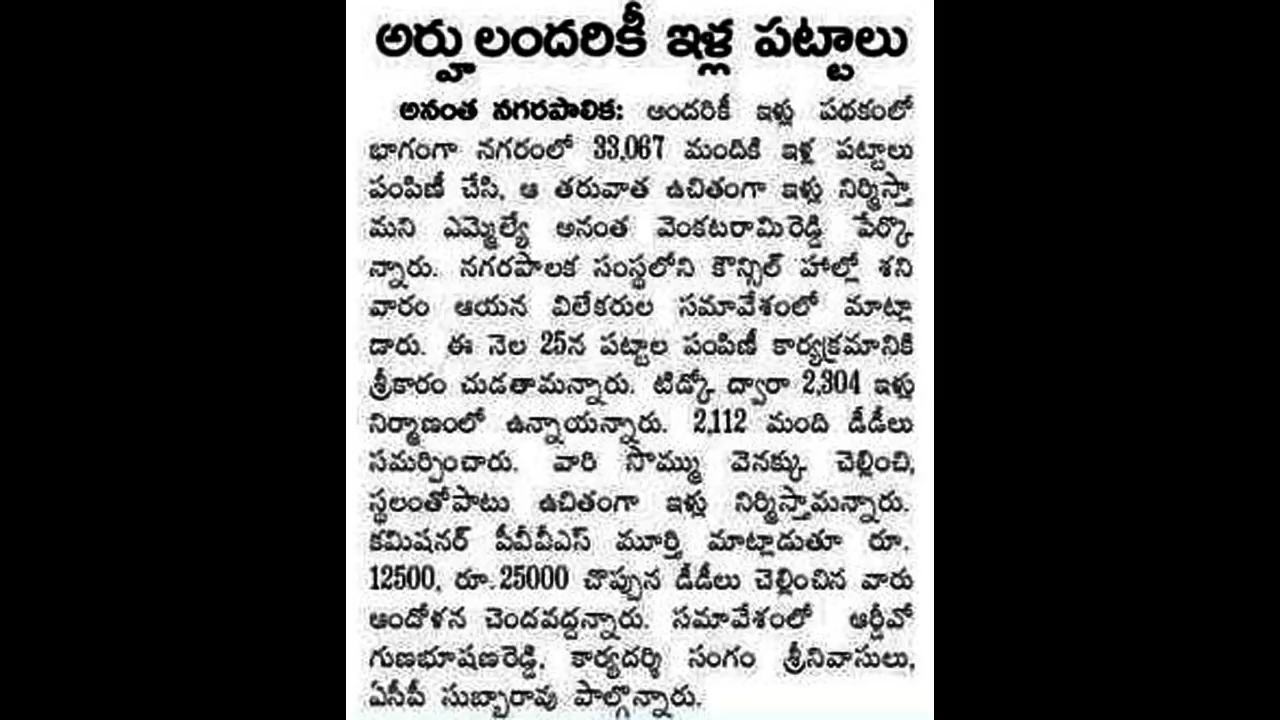 అర్హులందరికీ ఇళ్ల పట్టాలు
అనంత నగరపాలిక: అందరికీ ఇళ్లు పథకంలో
భాగంగా నగరంలో 33,067 మందికి ఇళ్ల పట్టాలు
పంపిణీ చేసి, ఆ తరువాత ఉచితంగా ఇళ్లు నిర్మిస్తా
మని ఎమ్మెల్యే అనంత వెంకటరామిరెడ్డి పేర్కొ
న్నారు. నగరపాలక సంస్థలోని కౌన్సిల్ హాల్లో శని
వారం ఆయన విలేకరుల సమావేశంలో మాట్లా
డారు. ఈ నెల 25న పట్టాల పంపిణీ కార్యక్రమానికి
శ్రీకారం చుడతామన్నారు. టిడ్కో ద్వారా 2,304 ఇళ్లు
నిర్మాణంలో ఉన్నాయన్నారు. 2,112 మంది డీడీలు
సమర్పించారు. వారి సొమ్ము వెనక్కు చెల్లించి,
స్థలంతోపాటు ఉచితంగా ఇళ్లు నిర్మిస్తామన్నారు.
కమిషనర్ పీవీవీఎస్ మూర్తి మాట్లాడుతూ రూ.
12500, రూ.25000 చొప్పున డీడీలు చెల్లించిన వారు
ఆందోళన చెందవద్దన్నారు. సమావేశంలో ఆర్డీవో
గుణభూషణరెడ్డి, కార్యదర్శి సంగం శ్రీనివాసులు,
ఏసీపీ సుబ్బారావు పాల్గొన్నారు.